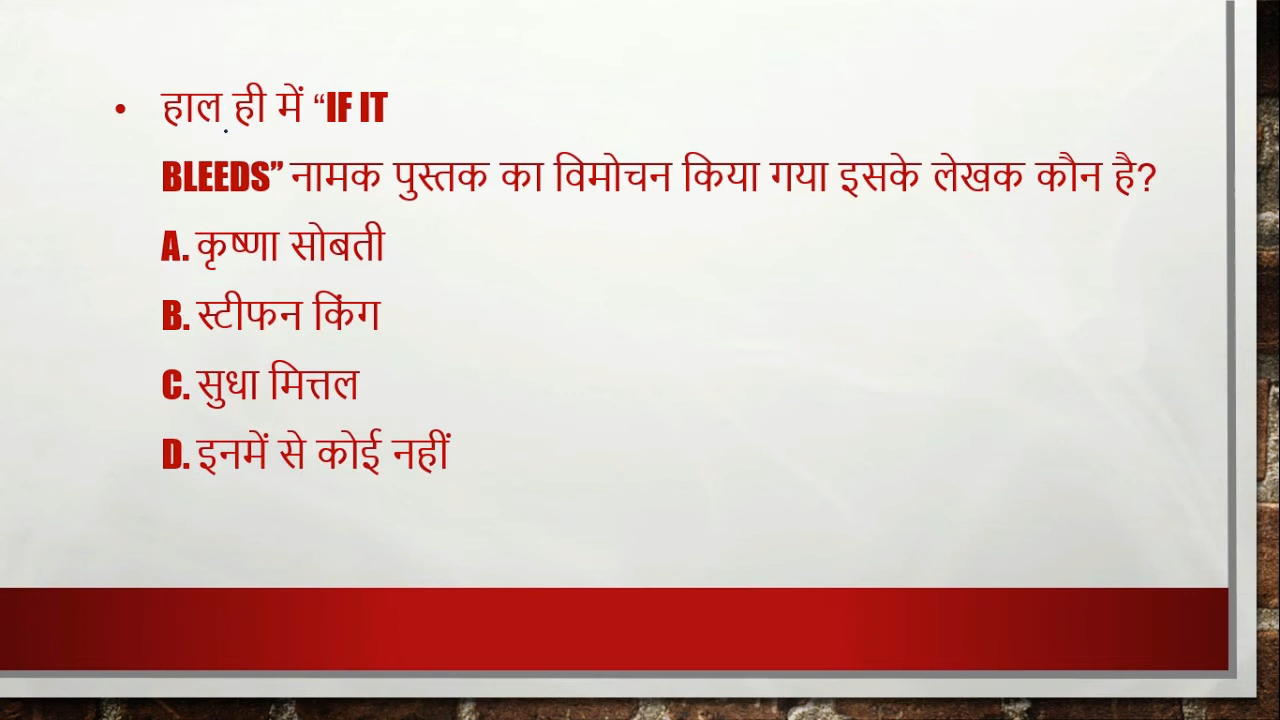 • हाल ही में “IF IT
BLEEDS” नामक पुस्तक का विमोचन किया गया इसके लेखक कौन है?
A. कृष्णा सोबती
B. स्टीफन किंग
C. सुधा मित्तल
D. इनमें से कोई नहीं